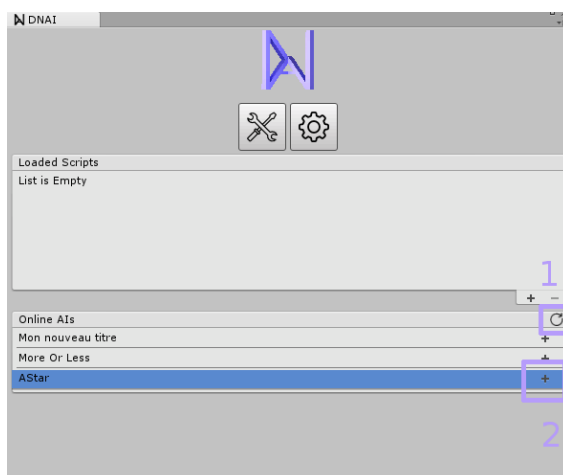 DNAI
Loaded Scripts
List is Empty
1
+ −
Online AIs
Mon nouveau titre +
More Or Less +
AStar +
2